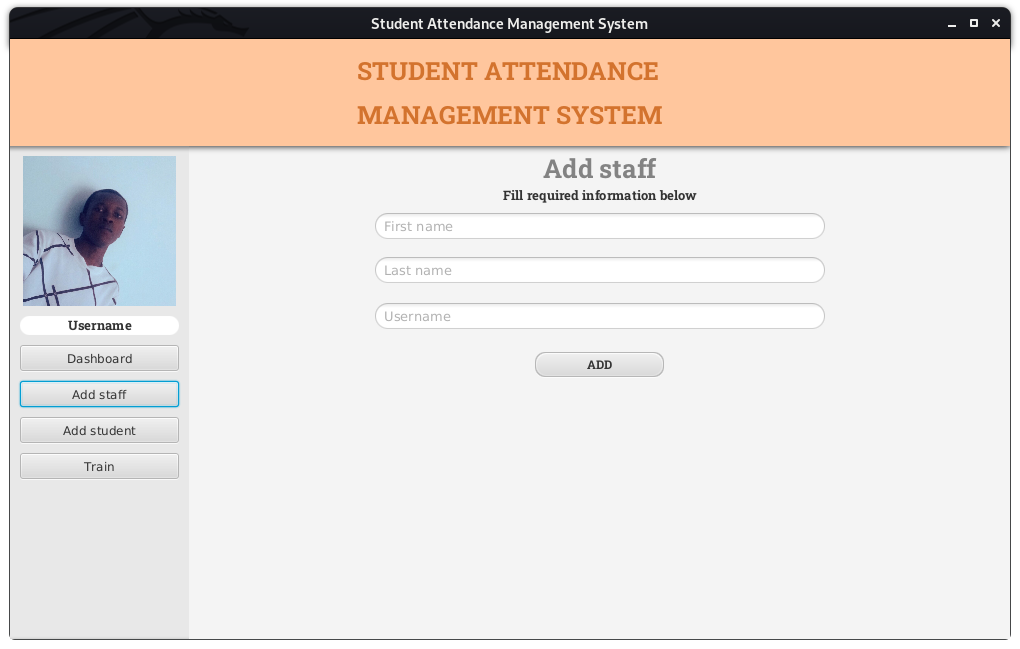 Student Attendance Management System
STUDENT ATTENDANCE
MANAGEMENT SYSTEM
Username
Dashboard
Add staff
Add student
Train
Add staff
Fill required information below
First name
Last name
Username
ADD